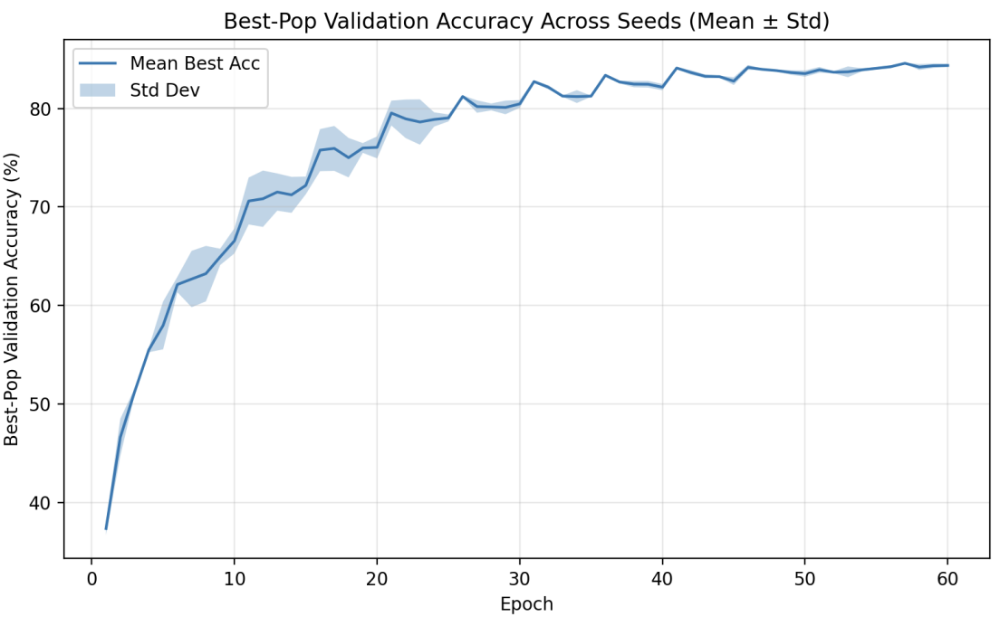 Best-Pop Validation Accuracy Across Seeds (Mean ± Std)
Mean Best Acc
Std Dev
Best-Pop Validation Accuracy (%)
80
70
60
50
40
0 10 20 30 40 50 60
Epoch